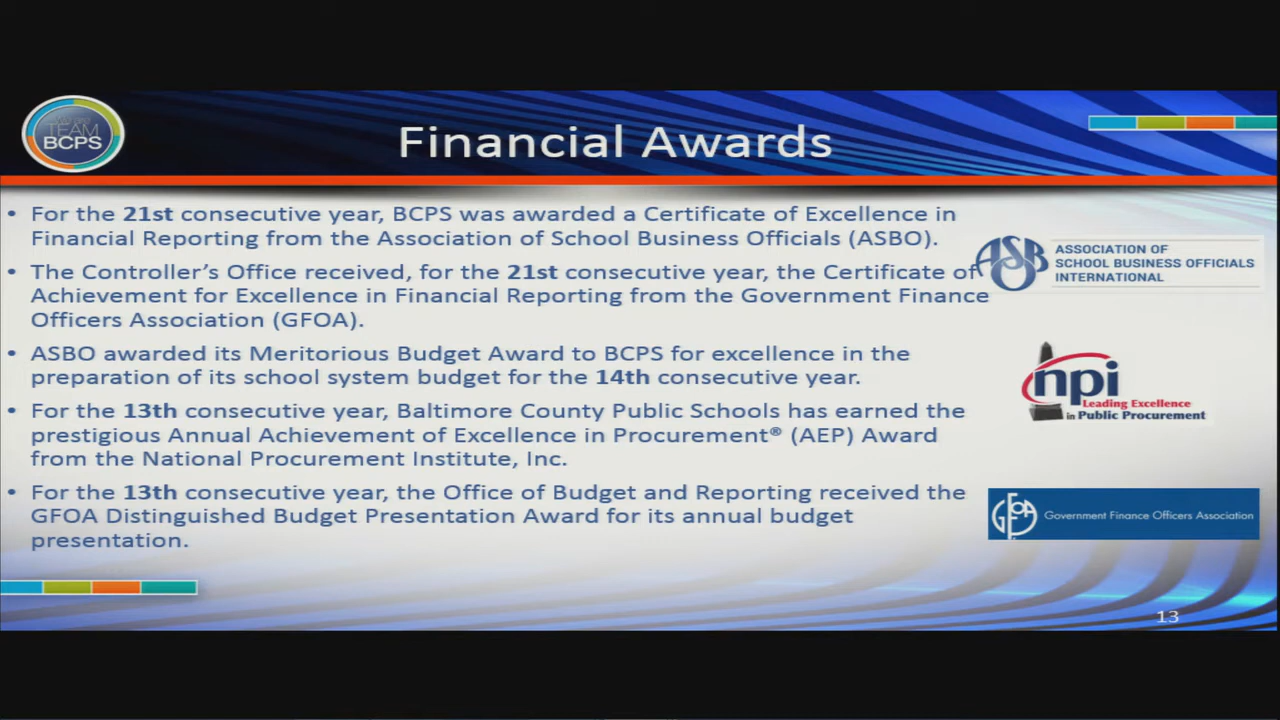 TEAM
BCPS
Financial Awards
• For the 21st consecutive year, BCPS was awarded a Certificate of Excellence in
Financial Reporting from the Association of School Business Officials (ASBO).
• The Controller’s Office received, for the 21st consecutive year, the Certificate of
Achievement for Excellence in Financial Reporting from the Government Finance
Officers Association (GFOA).
• ASBO awarded its Meritorious Budget Award to BCPS for excellence in the
preparation of its school system budget for the 14th consecutive year.
• For the 13th consecutive year, Baltimore County Public Schools has earned the
prestigious Annual Achievement of Excellence in Procurement® (AEP) Award
from the National Procurement Institute, Inc.
• For the 13th consecutive year, the Office of Budget and Reporting received the
GFOA Distinguished Budget Presentation Award for its annual budget
presentation.
ASBO
ASSOCIATION OF
SCHOOL BUSINESS OFFICIALS
INTERNATIONAL
npi
Leading Excellence
in Public Procurement
GFOA
Government Finance Officers Association
13